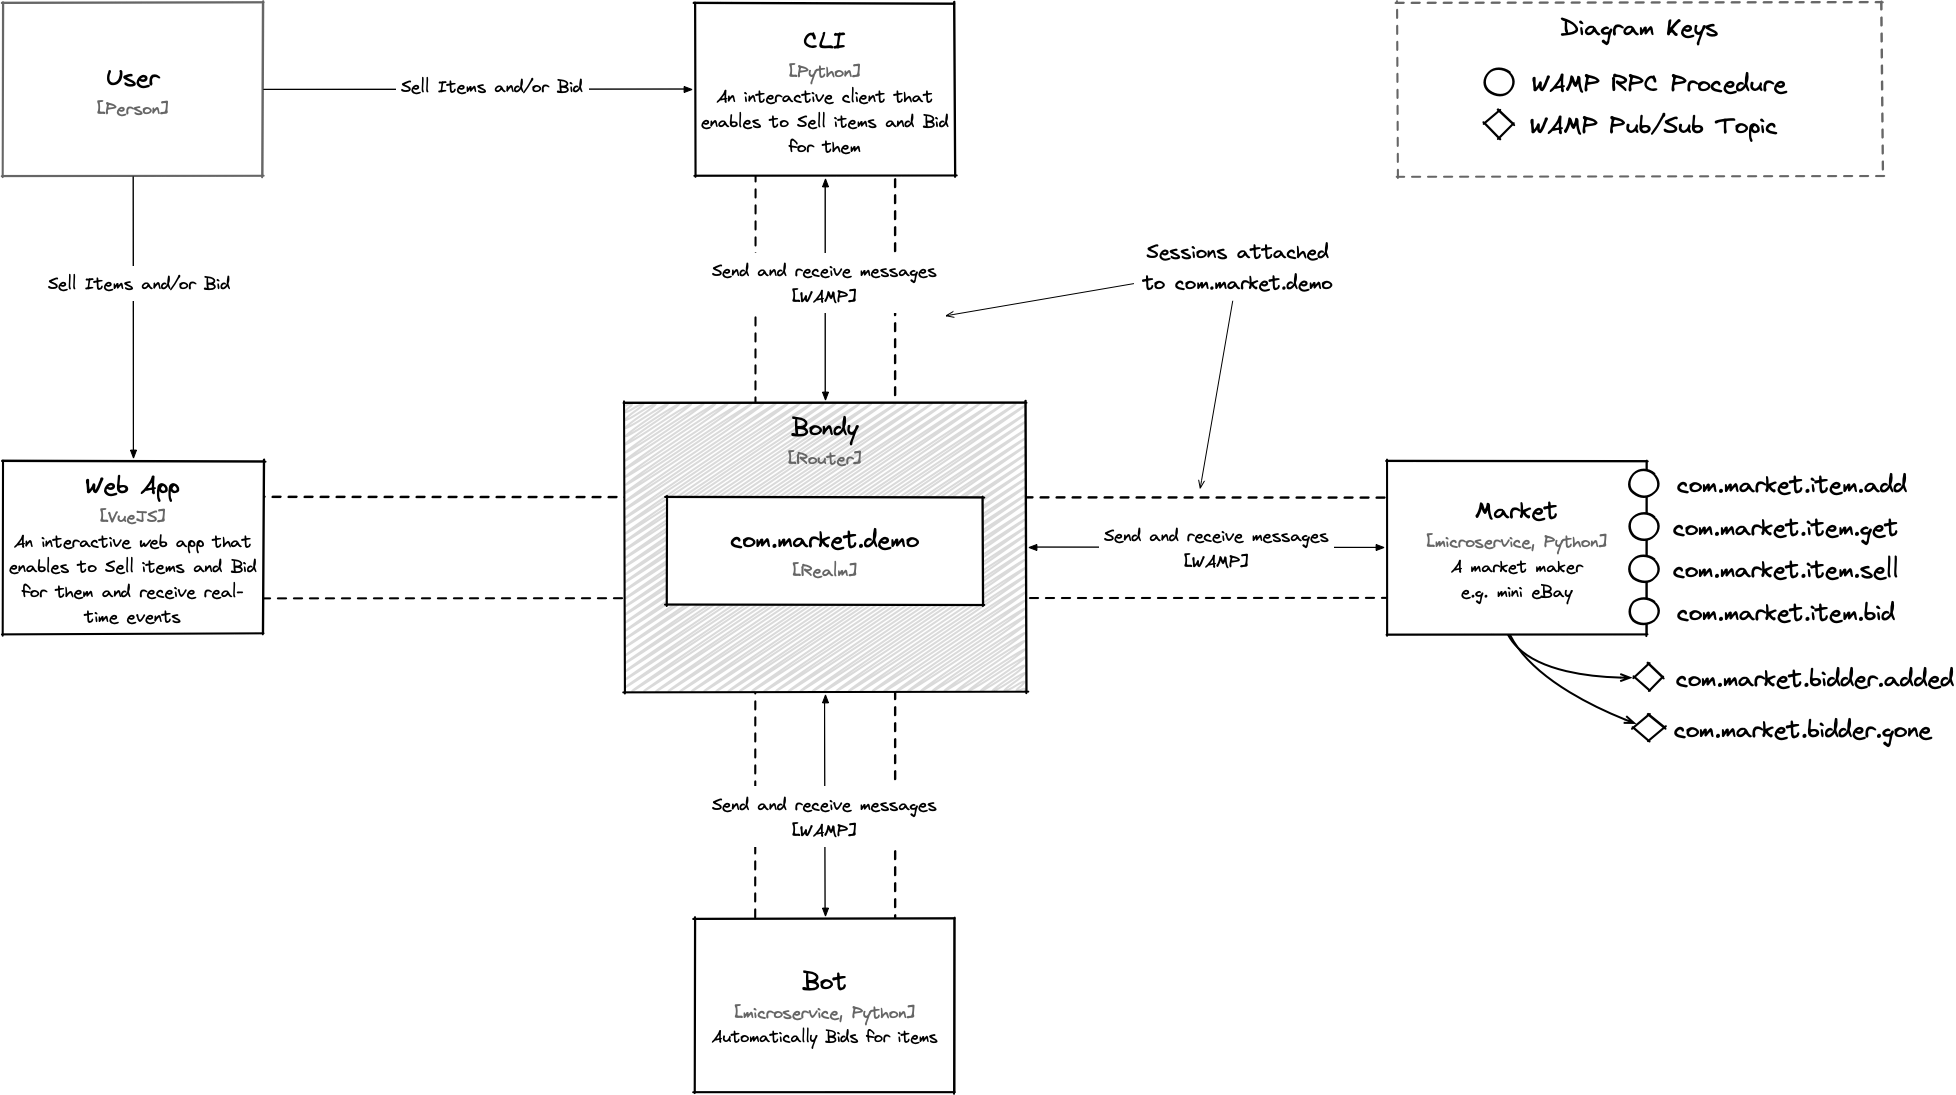 User
[Person]
Sell Items and/or Bid
CLI
[Python]
An interactive client that
enables to Sell items and Bid
for them
Diagram Keys
WAMP RPC Procedure
WAMP Pub/Sub Topic
Sell Items and/or Bid
Send and receive messages
[WAMP]
Sessions attached
to com.market.demo
Web App
[VueJS]
An interactive web app that
enables to Sell items and Bid
for them and receive real-
time events
Bondy
[Router]
com.market.demo
[Realm]
Send and receive messages
[WAMP]
Market
[microservice, Python]
A market maker
e.g. mini eBay
com.market.item.add
com.market.item.get
com.market.item.sell
com.market.item.bid
com.market.bidder.added
com.market.bidder.gone
Send and receive messages
[WAMP]
Bot
[microservice, Python]
Automatically Bids for items